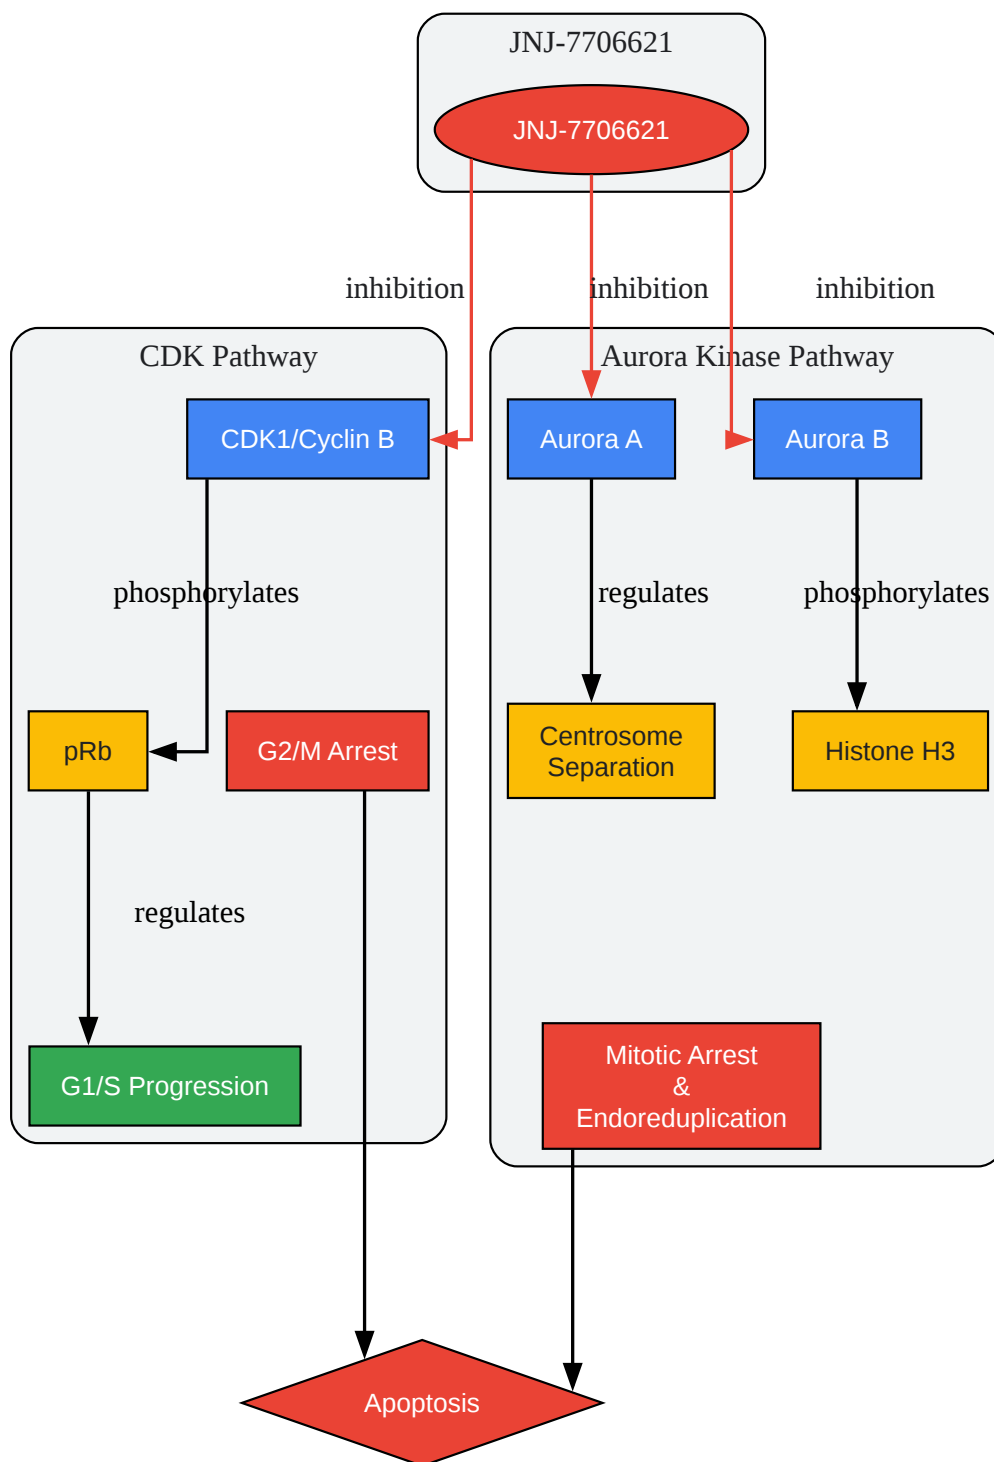 JNJ-7706621
JNJ-7706621
inhibition
inhibition
inhibition
CDK Pathway
Aurora Kinase Pathway
CDK1/Cyclin B
Aurora A
Aurora B
phosphorylates
regulates
phosphorylates
pRb
G2/M Arrest
Centrosome
Separation
Histone H3
regulates
G1/S Progression
Mitotic Arrest
&
Endoreduplication
Apoptosis